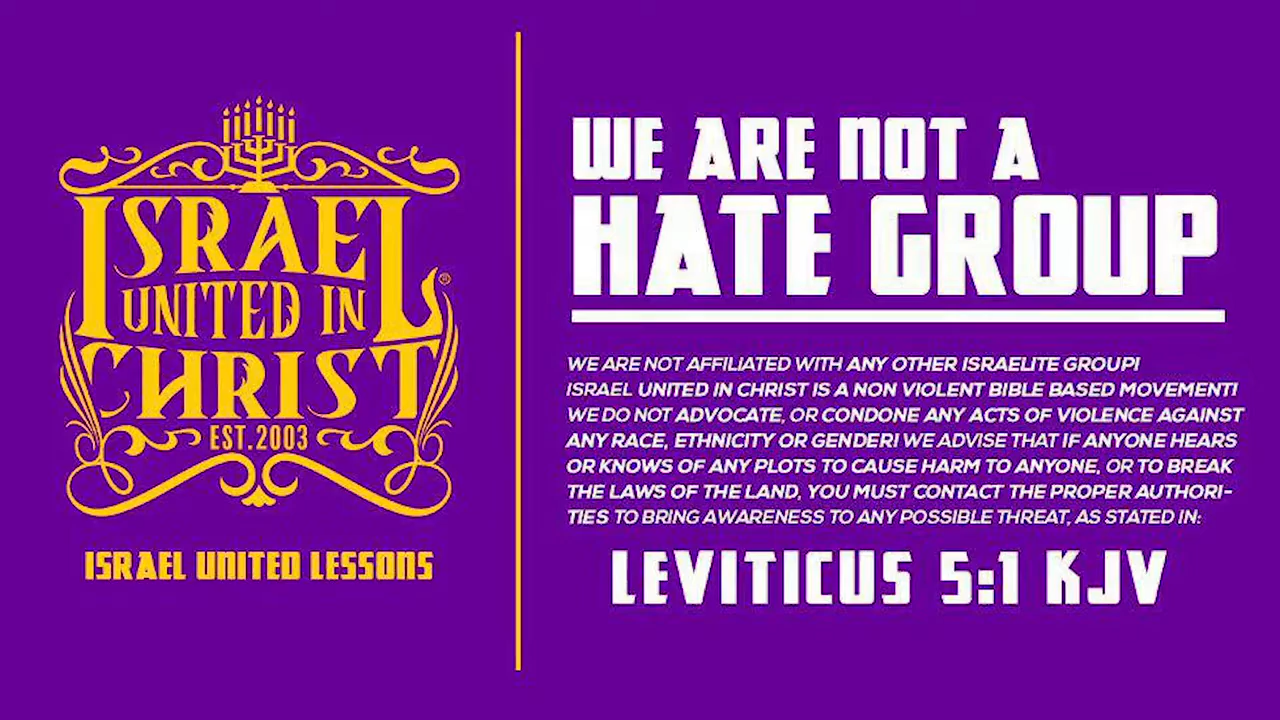 ISRAEL
UNITED IN
CHRIST®
EST. 2003
ISRAEL UNITED LESSONS
WE ARE NOT A
HATE GROUP
WE ARE NOT AFFILIATED WITH ANY OTHER ISRAELITE GROUP!
ISRAEL UNITED IN CHRIST IS A NON VIOLENT BIBLE BASED MOVEMENT!
WE DO NOT ADVOCATE, OR CONDONE ANY ACTS OF VIOLENCE AGAINST
ANY RACE, ETHNICITY OR GENDER! WE ADVISE THAT IF ANYONE HEARS
OR KNOWS OF ANY PLOTS TO CAUSE HARM TO ANYONE, OR TO BREAK
THE LAWS OF THE LAND, YOU MUST CONTACT THE PROPER AUTHORI-
TIES TO BRING AWARENESS TO ANY POSSIBLE THREAT, AS STATED IN:
LEVITICUS 5:1 KJV